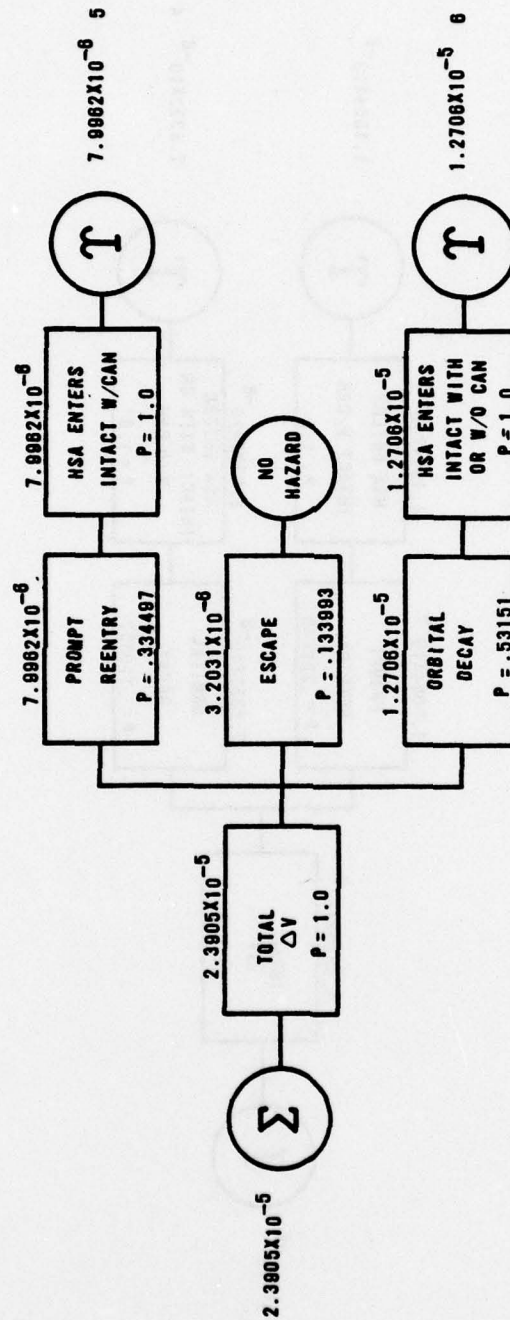 2.3905X10⁻⁵
Σ
2.3905X10⁻⁵
TOTAL
ΔV
P = 1.0
7.9962X10⁻⁶
PROMPT
REENTRY
P = .334497
7.9962X10⁻⁶
HSA ENTERS
INTACT W/CAN
P = 1.0
ϒ
7.9962X10⁻⁶ 5
3.2031X10⁻⁶
ESCAPE
P = .133993
NO
HAZARD
1.2706X10⁻⁵
ORBITAL
DECAY
P = .53151
1.2706X10⁻⁵
HSA ENTERS
INTACT WITH
OR W/O CAN
P = 1.0
ϒ
1.2706X10⁻⁵ 6